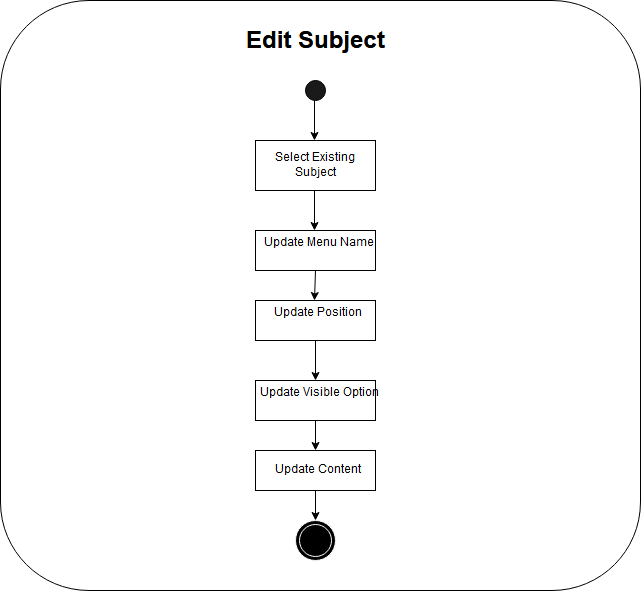 Edit Subject
Select Existing
Subject
Update Menu Name
Update Position
Update Visible Option
Update Content